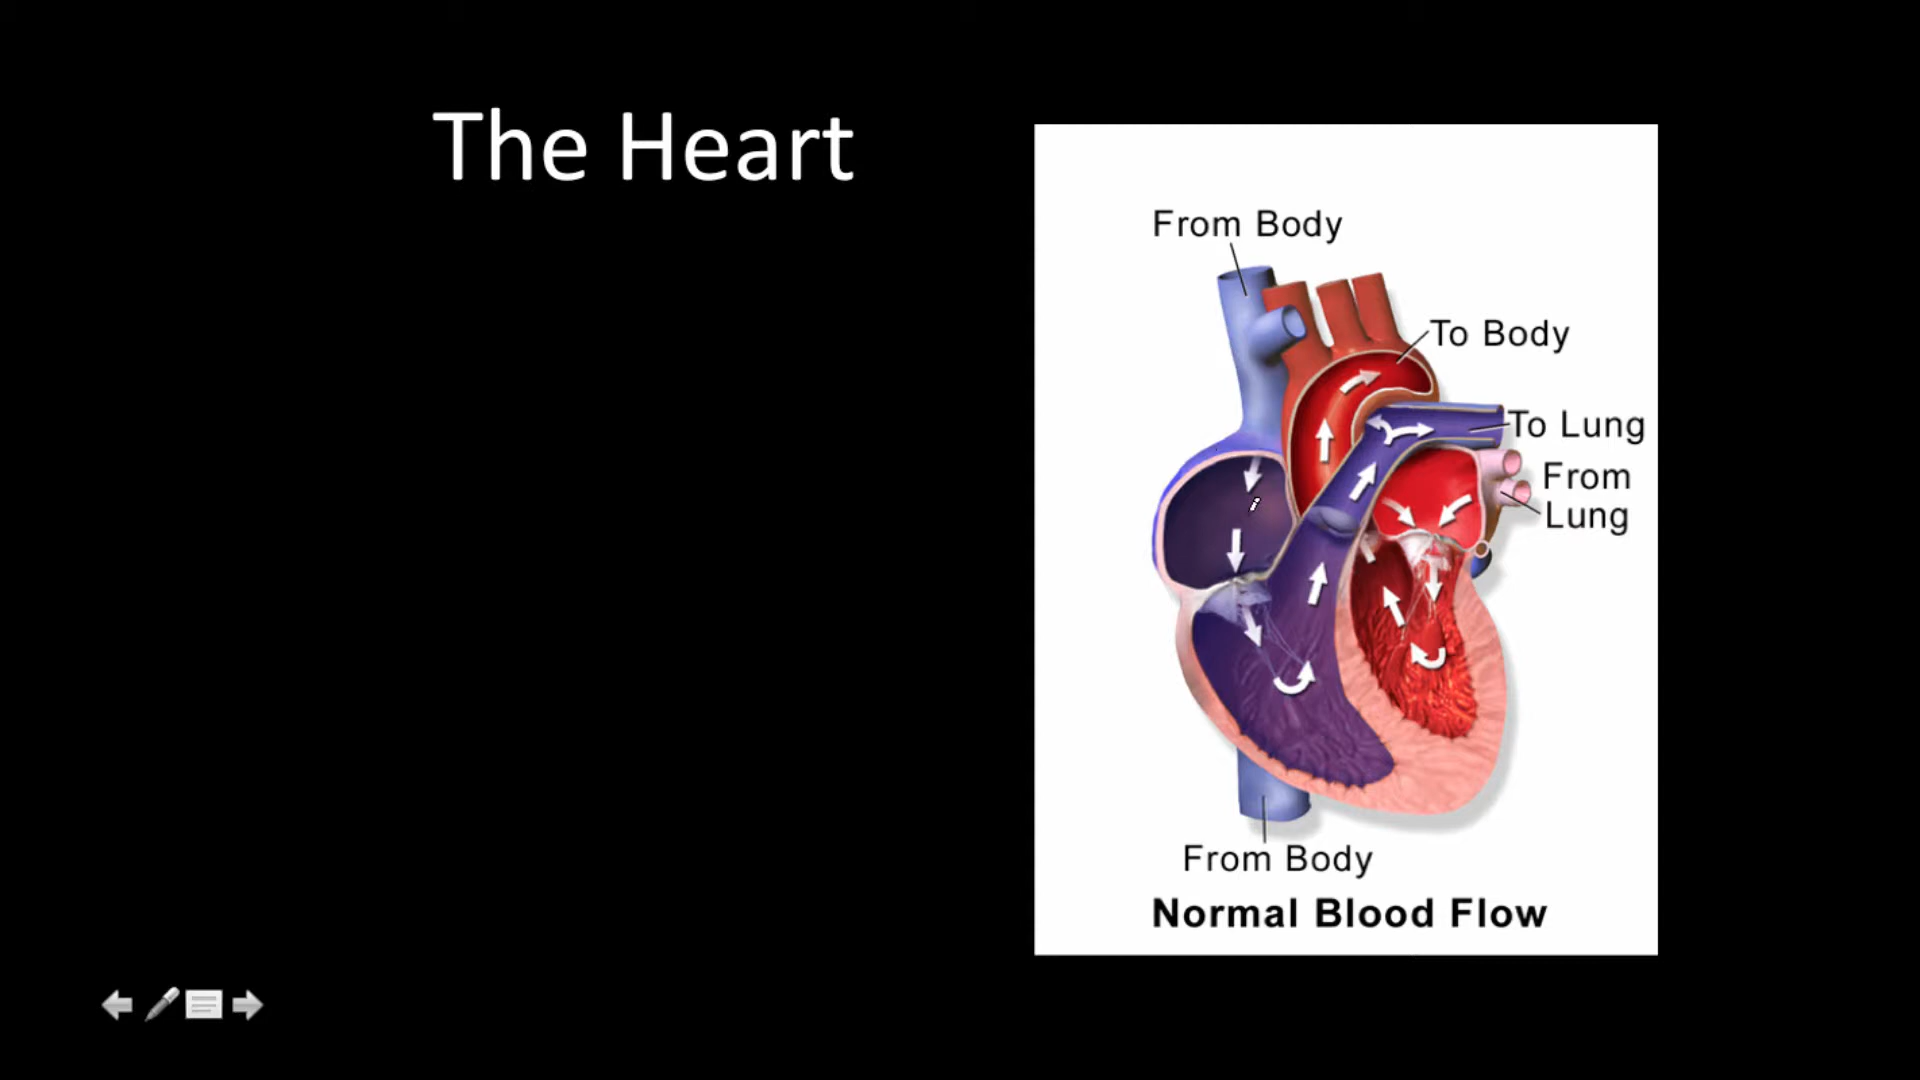 The Heart
From Body
To Body
To Lung
From
Lung
From Body
Normal Blood Flow